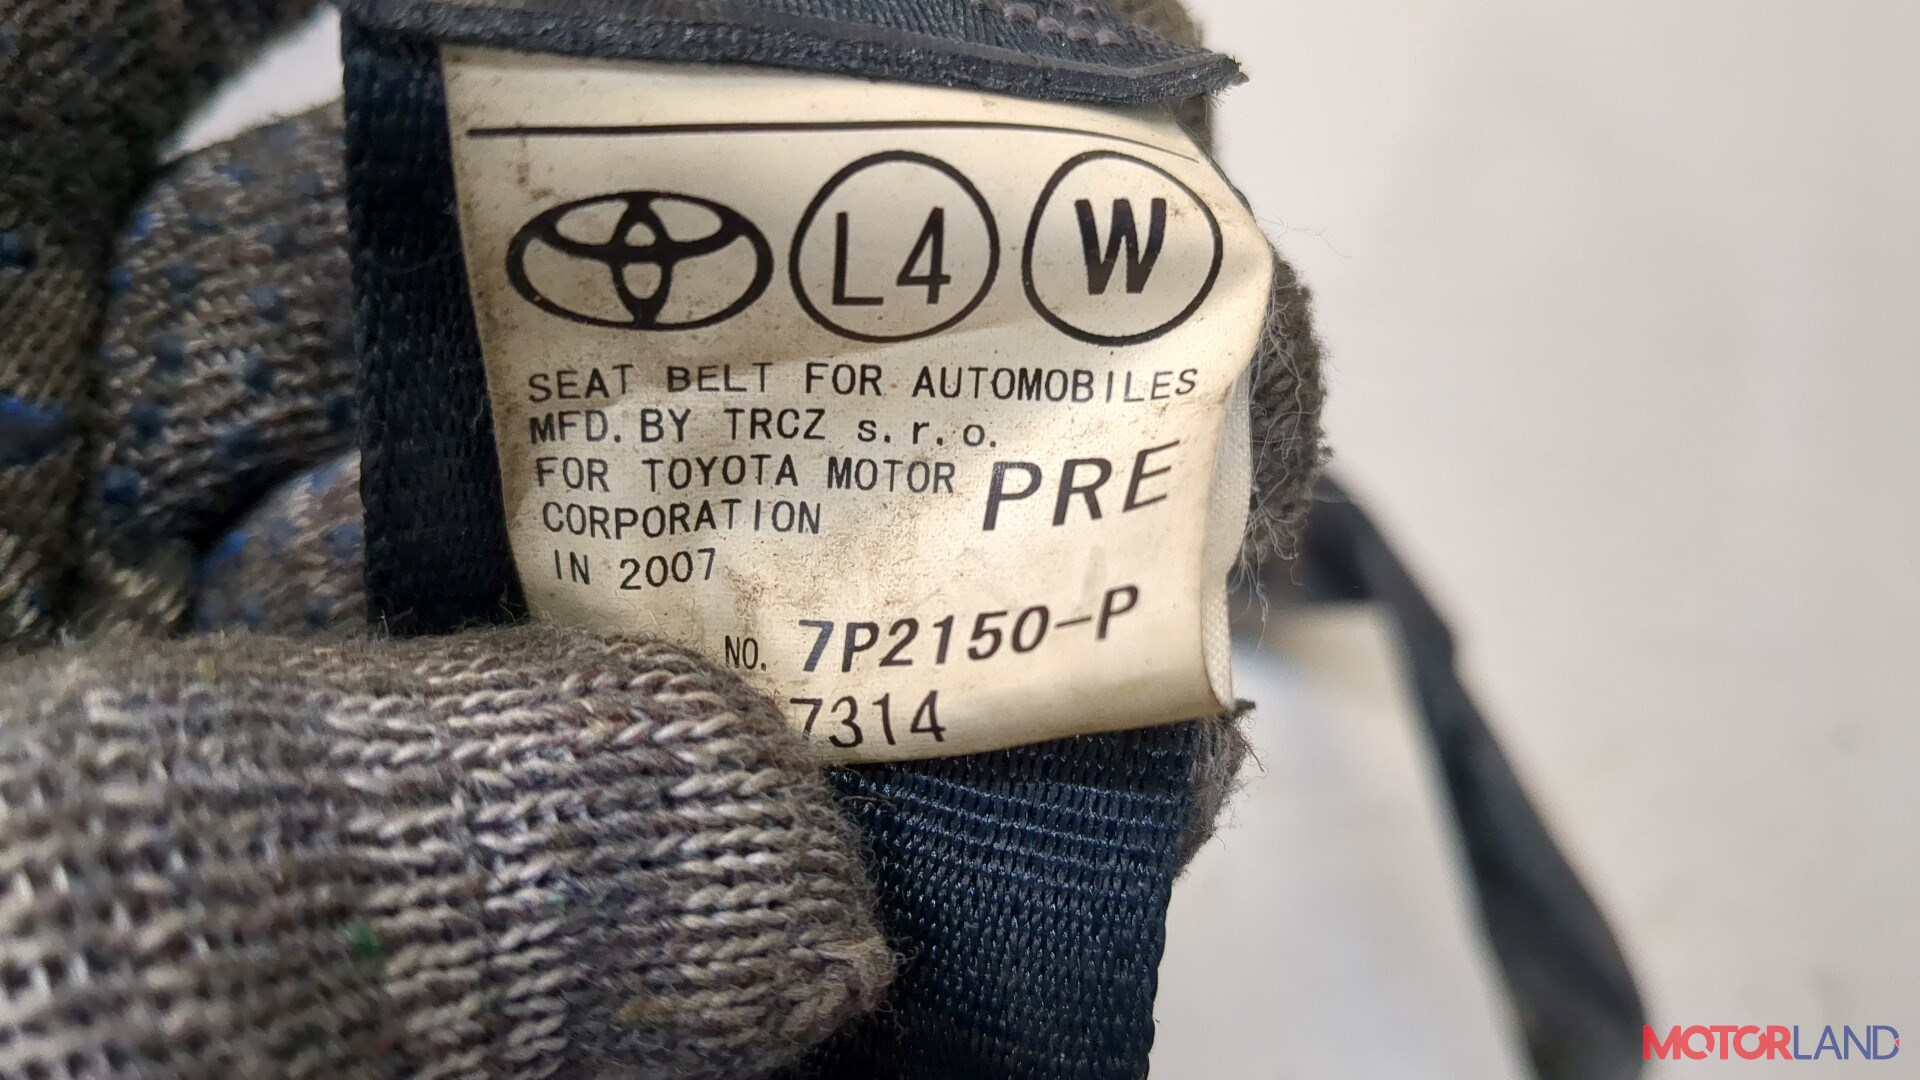 L4 W
SEAT BELT FOR AUTOMOBILES
MFD. BY TRCZ s.r.o.
FOR TOYOTA MOTOR
CORPORATION
PRE
IN 2007
NO. 7P2150-P
7314
MOTORLAND